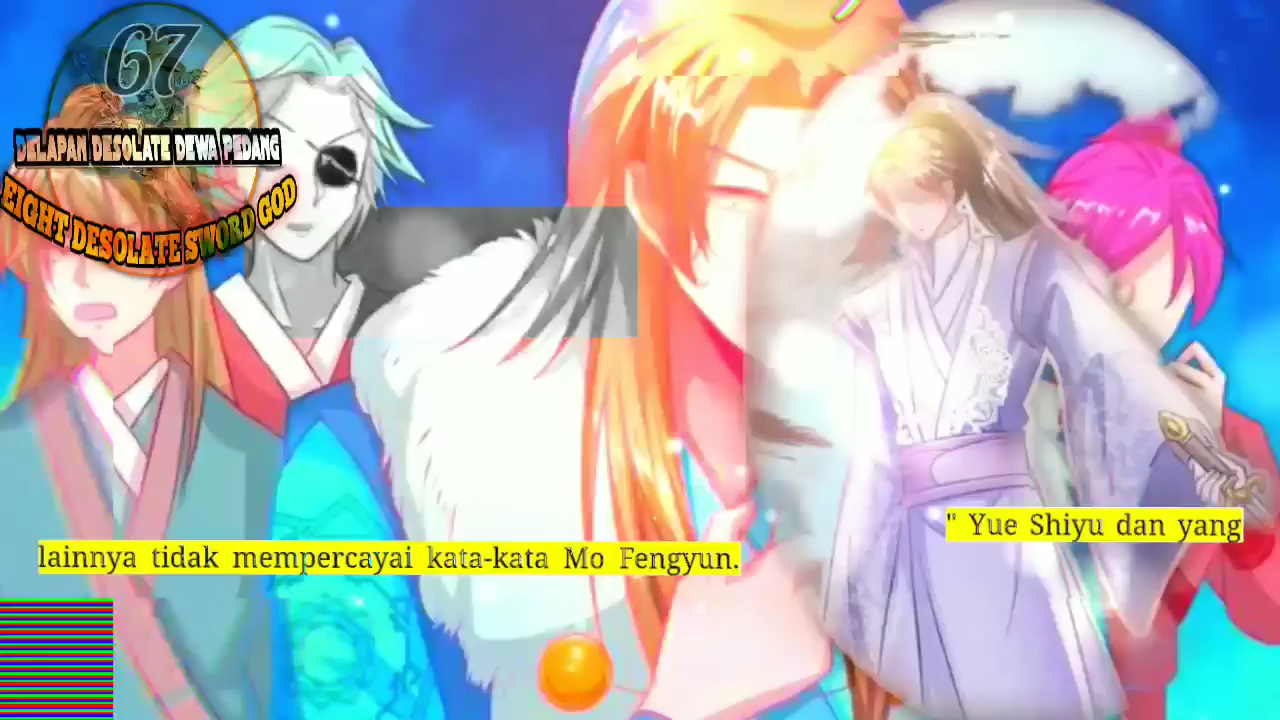 67
DELAPAN DESOLATE DEWA PEDANG
EIGHT DESOLATE SWORD GOD
" Yue Shiyu dan yang
lainnya tidak mempercayai kata-kata Mo Fengyun.